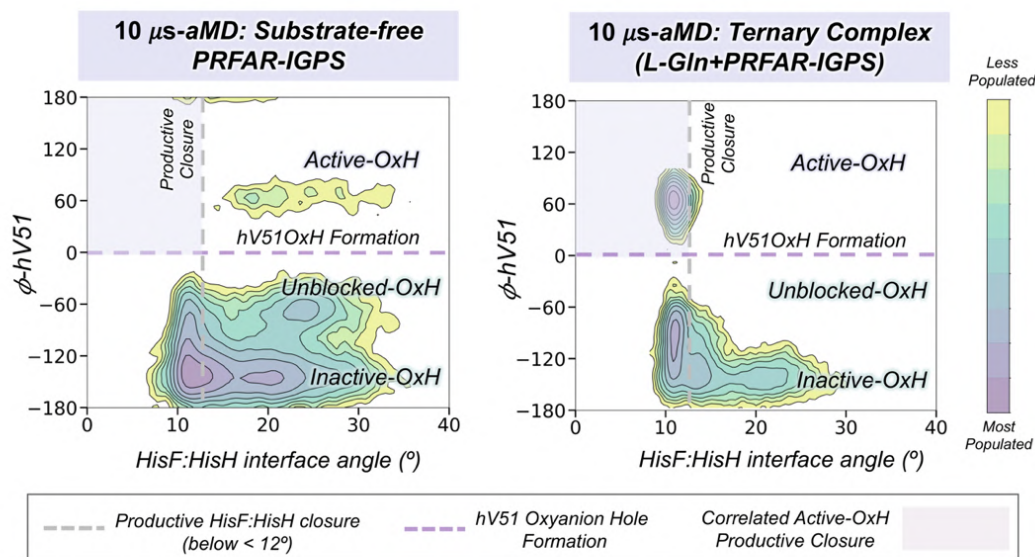 10 μs-aMD: Substrate-free
PRFAR-IGPS
180
120
60
0
−60
−120
−180
ϕ-hV51
Productive
Closure
Active-OxH
hV51OxH Formation
Unblocked-OxH
Inactive-OxH
0
10
20
30
40
HisF:HisH interface angle (º)
10 μs-aMD: Ternary Complex
(L-Gln+PRFAR-IGPS)
180
120
60
0
−60
−120
−180
ϕ-hV51
Productive
Closure
Active-OxH
hV51OxH Formation
Unblocked-OxH
Inactive-OxH
0
10
20
30
40
HisF:HisH interface angle (º)
Less
Populated
Most
Populated
Productive HisF:HisH closure
(below < 12º)
hV51 Oxyanion Hole
Formation
Correlated Active-OxH
Productive Closure